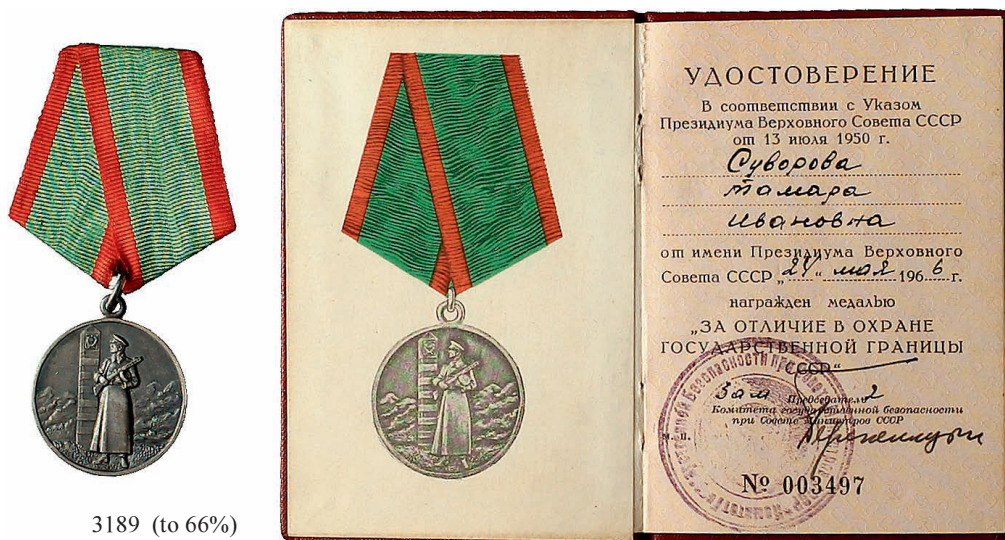 3189 (to 66%)
УДОСТОВЕРЕНИЕ
В соответствии с Указом
Президиума Верховного Совета СССР
от 13 июля 1950 г.
Суворова
Тамара
Ивановна
от имени Президиума Верховного
Совета СССР „24“ мая 1966 г.
награжден медалью
„ЗА ОТЛИЧИЕ В ОХРАНЕ
ГОСУДАРСТВЕННОЙ ГРАНИЦЫ
СССР“
Зам Председатель
Комитета государственной безопасности
при Совете Министров СССР
м. п.
№ 003497